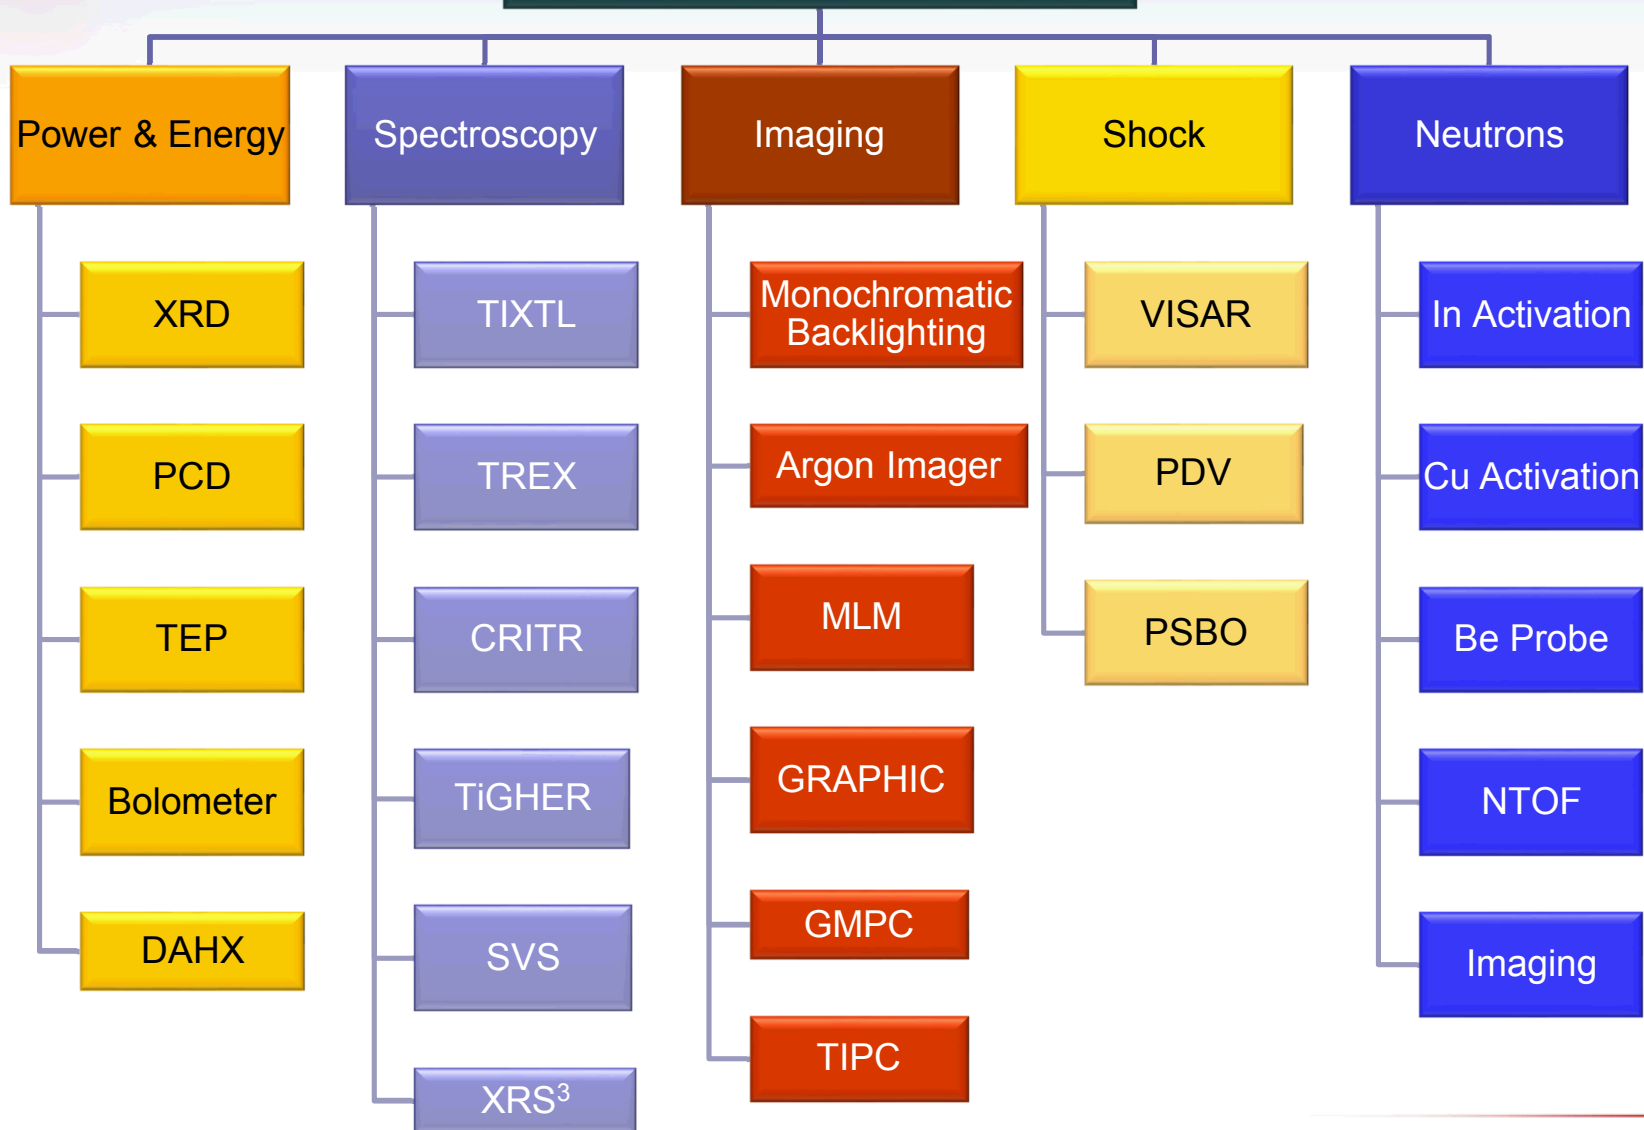 Power & Energy
Spectroscopy
Imaging
Shock
Neutrons
XRD
PCD
TEP
Bolometer
DAHX
TIXTL
TREX
CRITR
TiGHER
SVS
XRS³
Monochromatic
Backlighting
Argon Imager
MLM
GRAPHIC
GMPC
TIPC
VISAR
PDV
PSBO
In Activation
Cu Activation
Be Probe
NTOF
Imaging